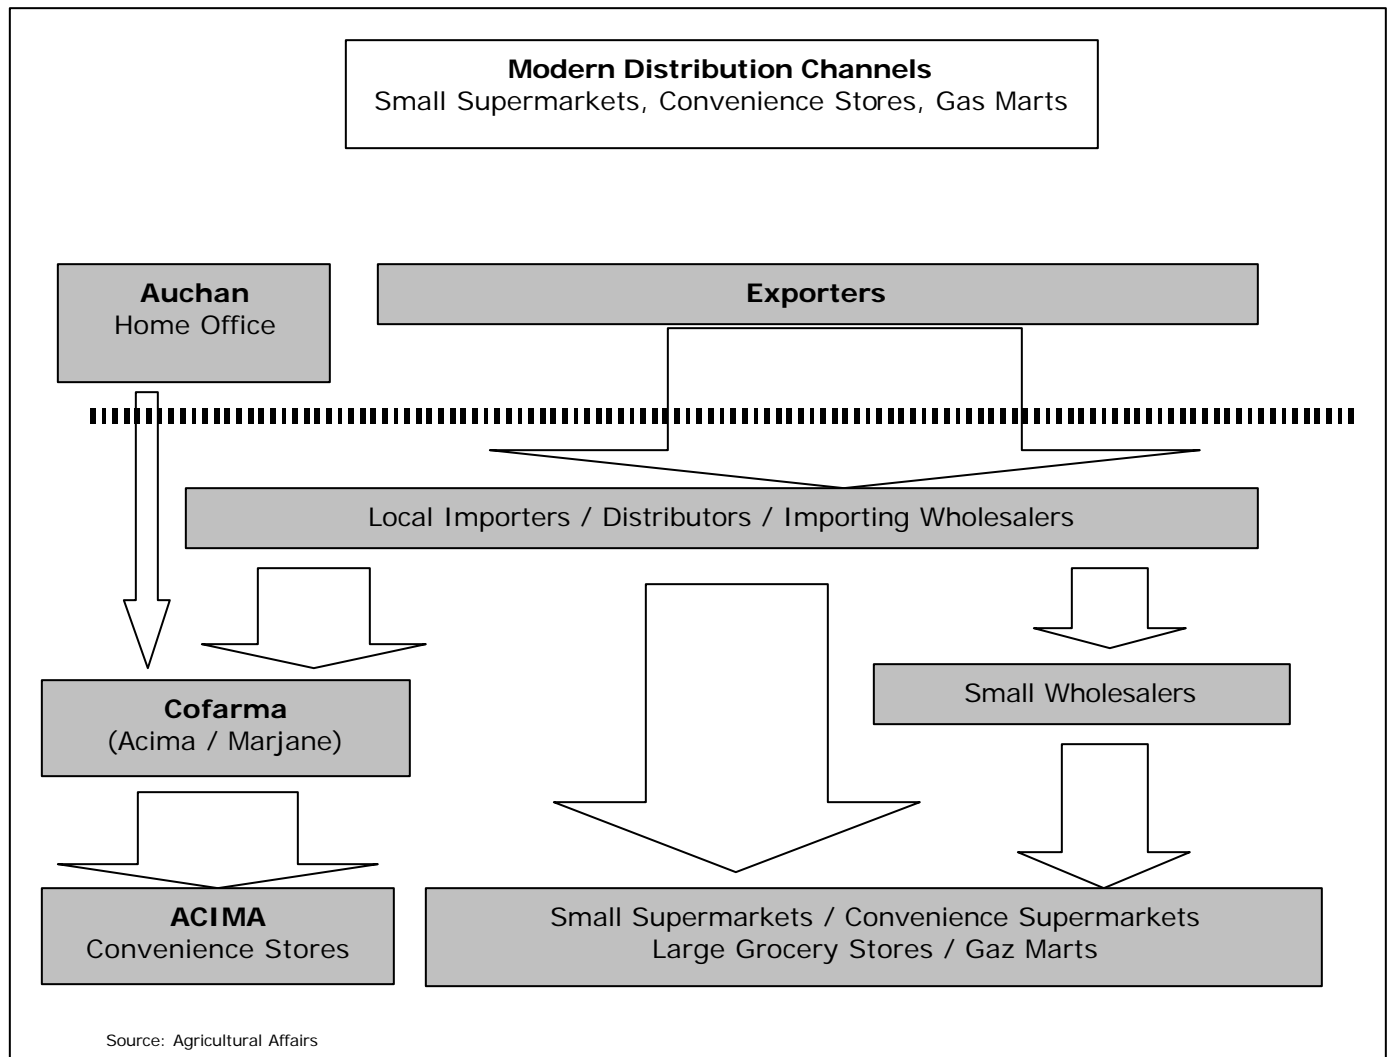 Modern Distribution Channels
Small Supermarkets, Convenience Stores, Gas Marts
Auchan
Home Office
Exporters
Local Importers / Distributors / Importing Wholesalers
Cofarma
(Acima / Marjane)
Small Wholesalers
ACIMA
Convenience Stores
Small Supermarkets / Convenience Supermarkets
Large Grocery Stores / Gaz Marts
Source: Agricultural Affairs